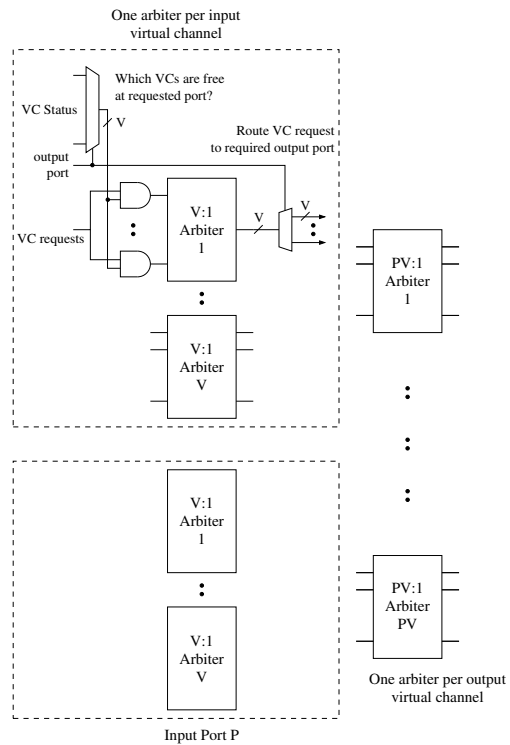 One arbiter per input
virtual channel
Which VCs are free
at requested port?
VC Status
V
Route VC request
to required output port
output
port
V:1
Arbiter
1
V
V
VC requests
PV:1
Arbiter
1
V:1
Arbiter
V
V:1
Arbiter
1
PV:1
Arbiter
PV
V:1
Arbiter
V
One arbiter per output
virtual channel
Input Port P